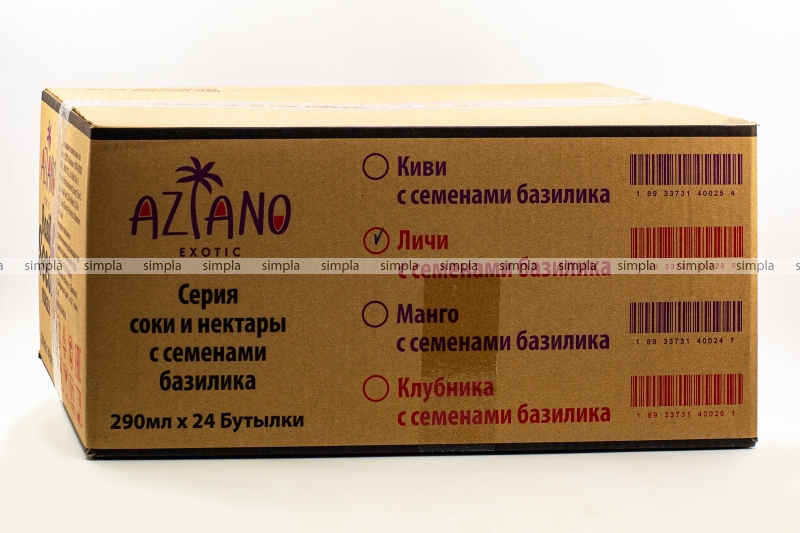 AZIANO
EXOTIC
Серия
соки и нектары
с семенами
базилика
290мл x 24 Бутылки
Киви
с семенами базилика
1 89 33731 40025 4
Личи
с семенами базилика
Манго
с семенами базилика
1 89 33731 40024 7
Клубника
с семенами базилика
1 89 33731 40026 1
simpla simpla simpla simpla simpla simpla simpla simpla simpla simpla simpla simpla simpla